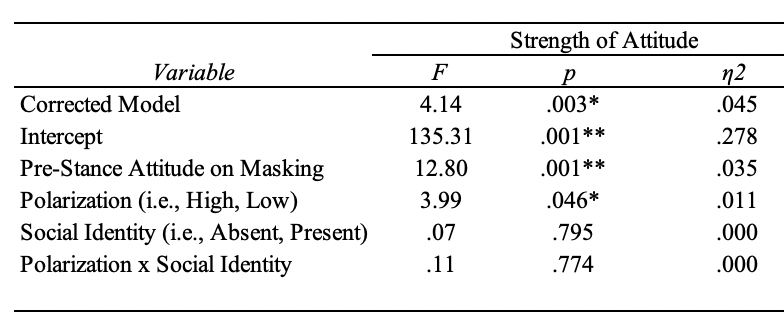 Strength of Attitude
Variable F p η2
Corrected Model 4.14 .003* .045
Intercept 135.31 .001** .278
Pre-Stance Attitude on Masking 12.80 .001** .035
Polarization (i.e., High, Low) 3.99 .046* .011
Social Identity (i.e., Absent, Present) .07 .795 .000
Polarization x Social Identity .11 .774 .000